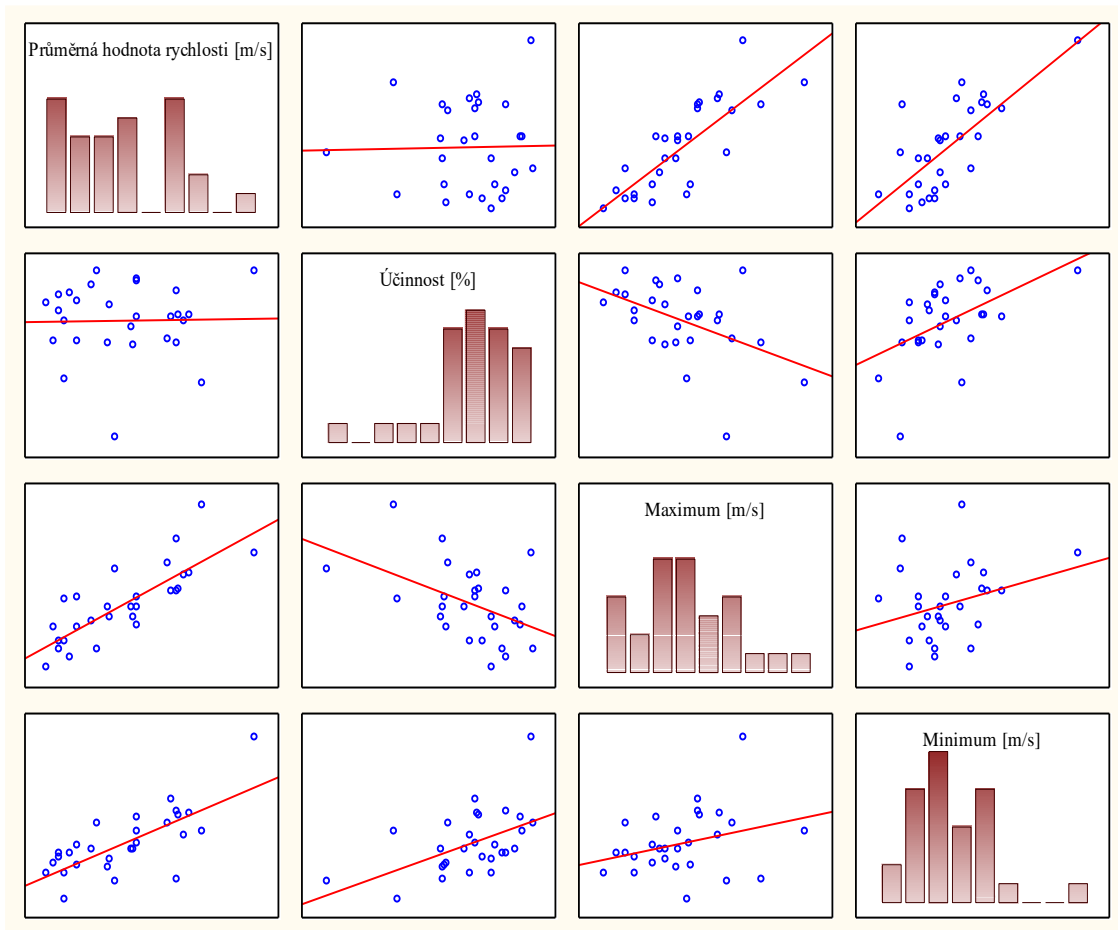 Průměrná hodnota rychlosti [m/s]
Účinnost [%]
Maximum [m/s]
Minimum [m/s]